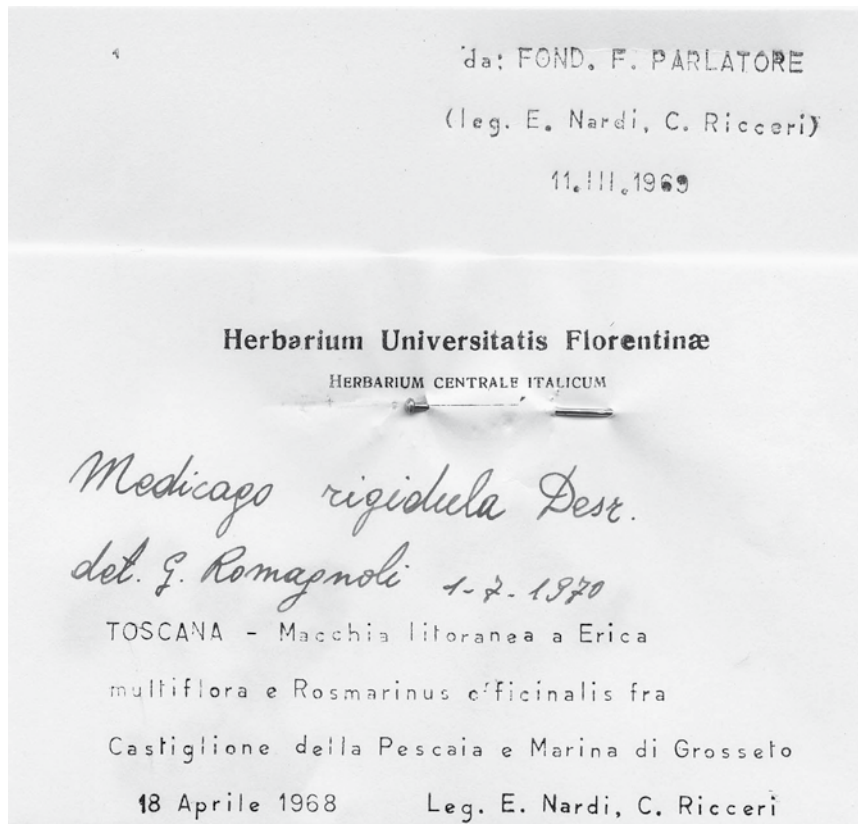 da: FOND. F. PARLATORE
(leg. E. Nardi, C. Ricceri)
11.III.1969
Herbarium Universitatis Florentinæ
HERBARIUM CENTRALE ITALICUM
Medicago rigidula Desr.
det. G. Romagnoli 1-7-1970
TOSCANA - Macchia litoranea a Erica
multiflora e Rosmarinus officinalis fra
Castiglione della Pescaia e Marina di Grosseto
18 Aprile 1968 Leg. E. Nardi, C. Ricceri